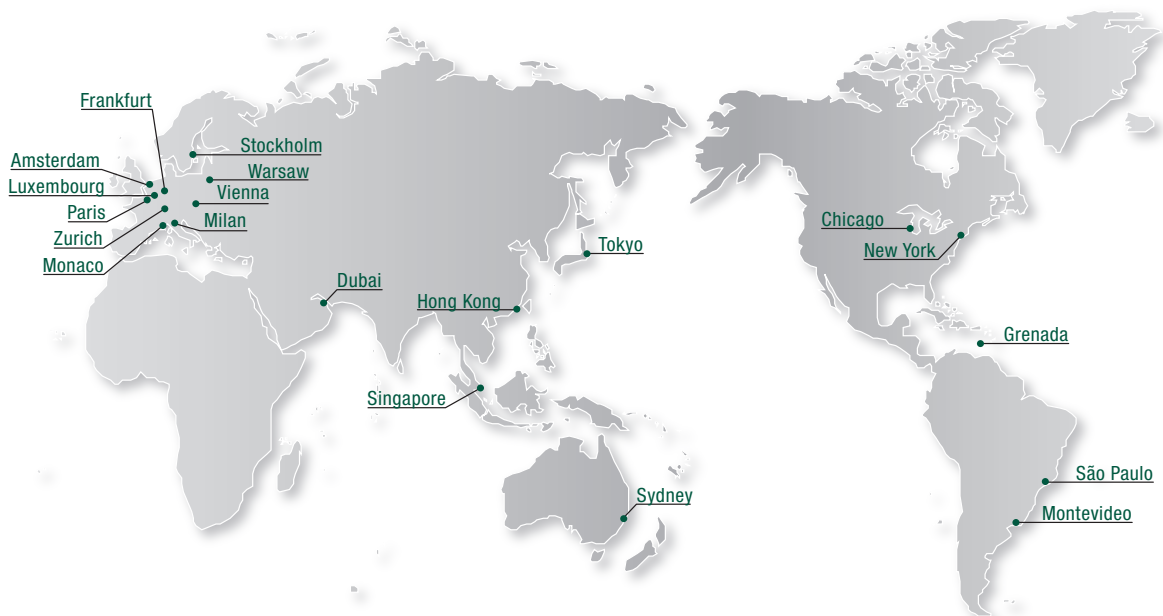 Frankfurt
Stockholm
Amsterdam
Warsaw
Luxembourg
Vienna
Paris
Milan
Zurich
Monaco
Dubai
Hong Kong
Singapore
Tokyo
Sydney
Chicago
New York
Grenada
São Paulo
Montevideo